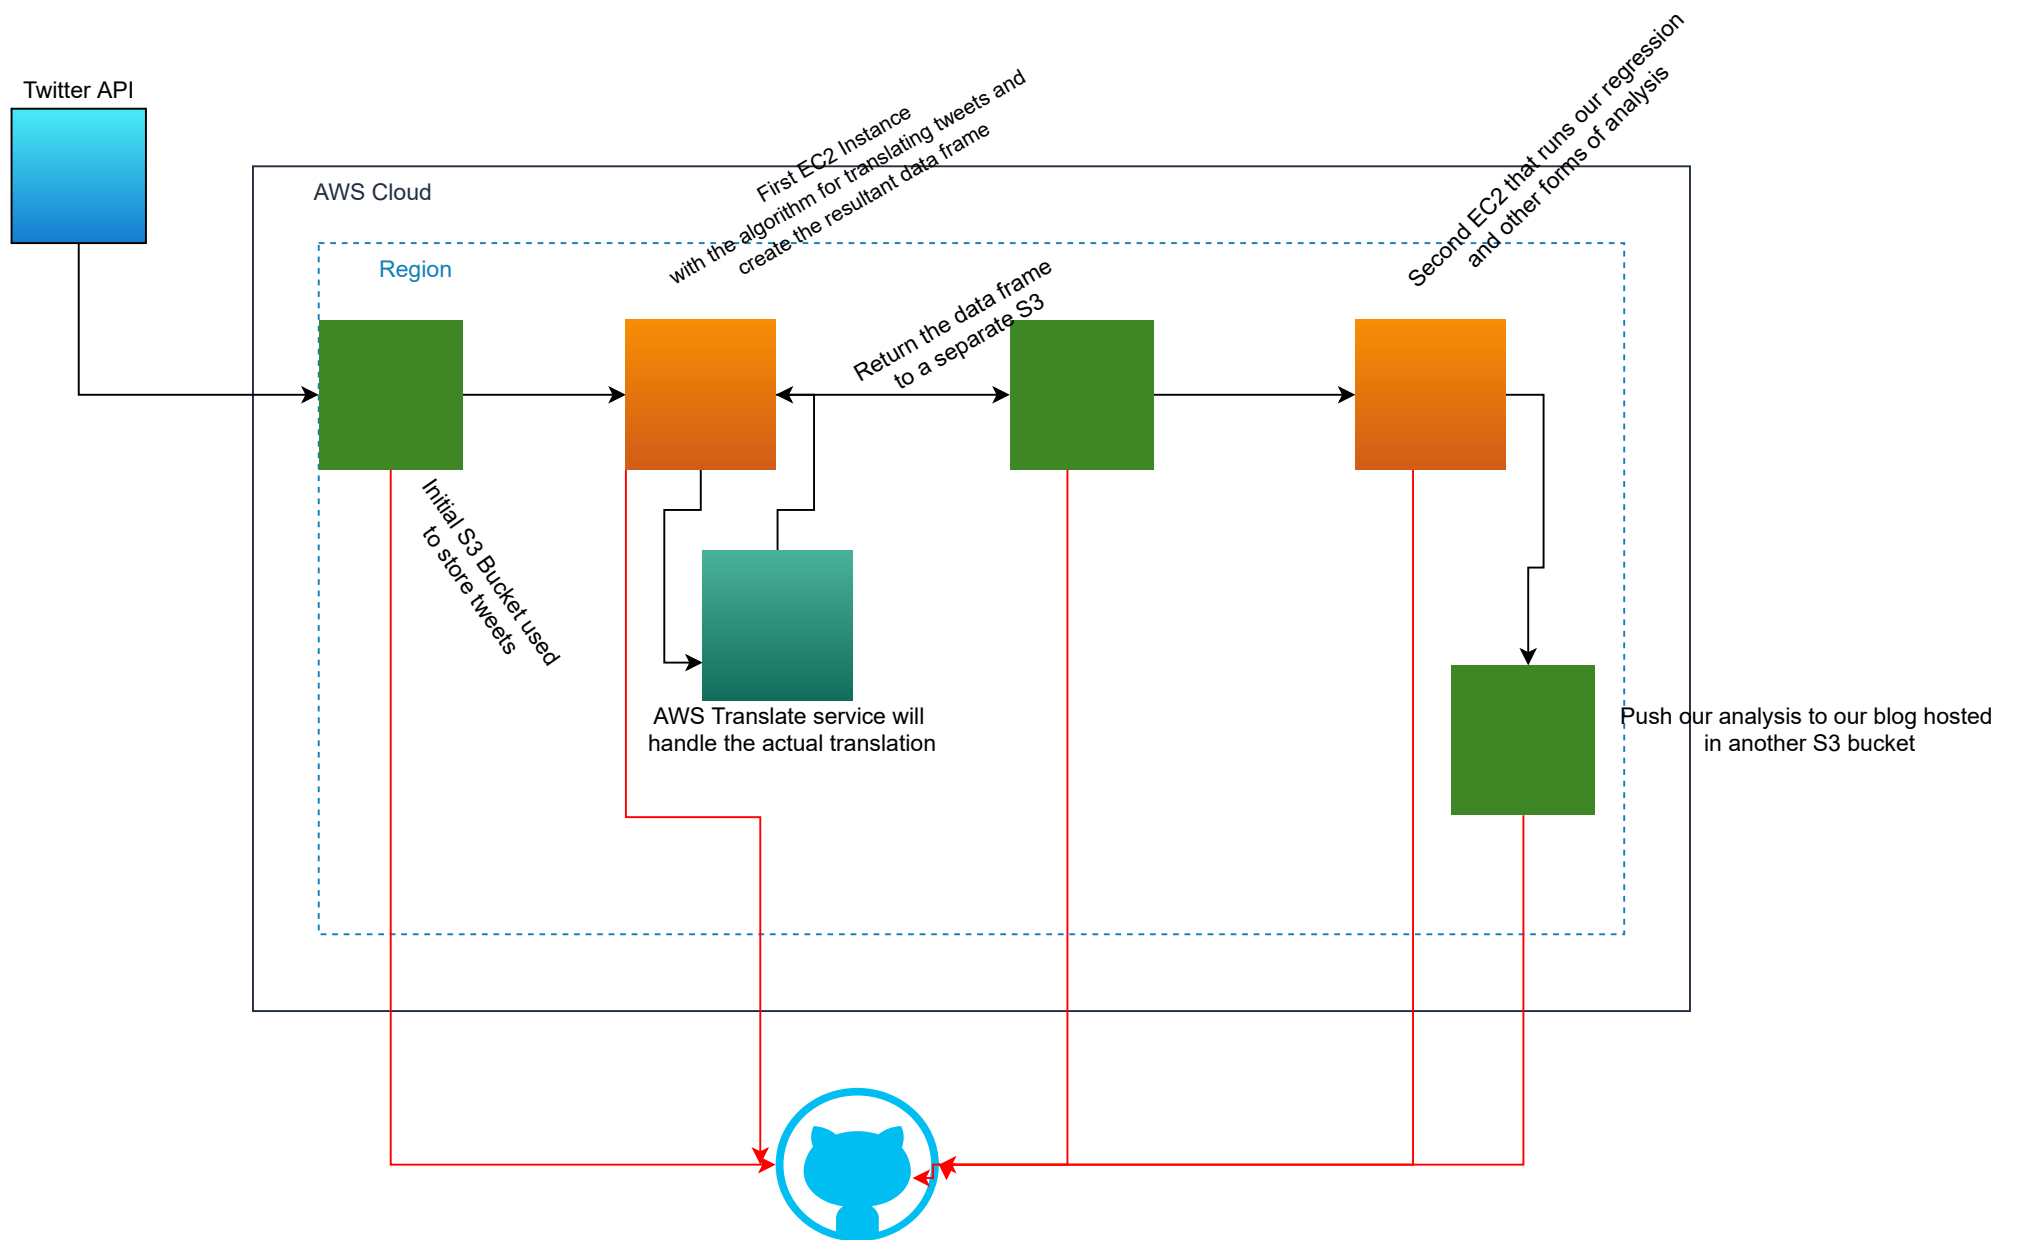 Twitter API
AWS Cloud
Region
First EC2 Instance
with the algorithm for translating tweets and
create the resultant data frame
Second EC2 that runs our regression
and other forms of analysis
Return the data frame
to a separate S3
Initial S3 Bucket used
to store tweets
AWS Translate service will
handle the actual translation
Push our analysis to our blog hosted
in another S3 bucket